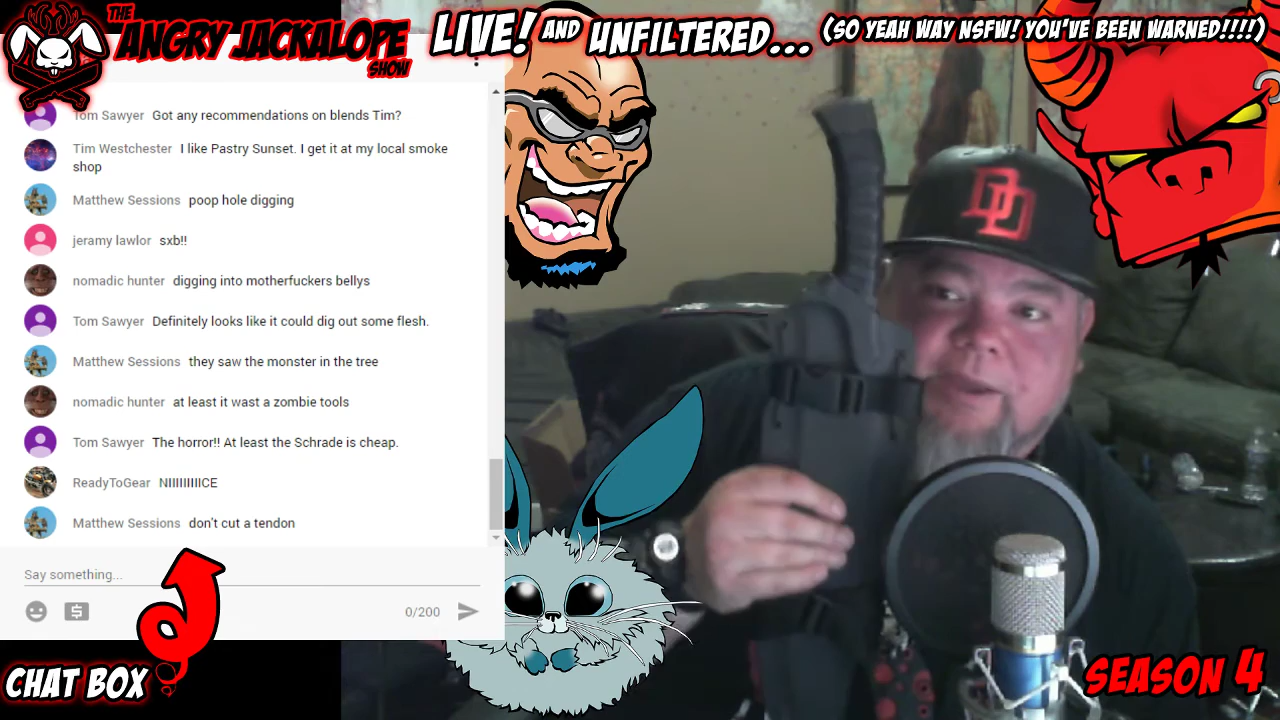 THE
ANGRY JACKALOPE
SHOW
LIVE! AND UNFILTERED... (SO YEAH WAY NSFW! YOU'VE BEEN WARNED!!!!)
Tom Sawyer Got any recommendations on blends Tim?
Tim Westchester I like Pastry Sunset. I get it at my local smoke
shop
Matthew Sessions poop hole digging
jeramy lawlor sxb!!
nomadic hunter digging into motherfuckers bellys
Tom Sawyer Definitely looks like it could dig out some flesh.
Matthew Sessions they saw the monster in the tree
nomadic hunter at least it wast a zombie tools
Tom Sawyer The horror!! At least the Schrade is cheap.
ReadyToGear NIIIIIIIIICE
Matthew Sessions don't cut a tendon
Say something...
0/200
CHAT BOX
DD
SEASON 4